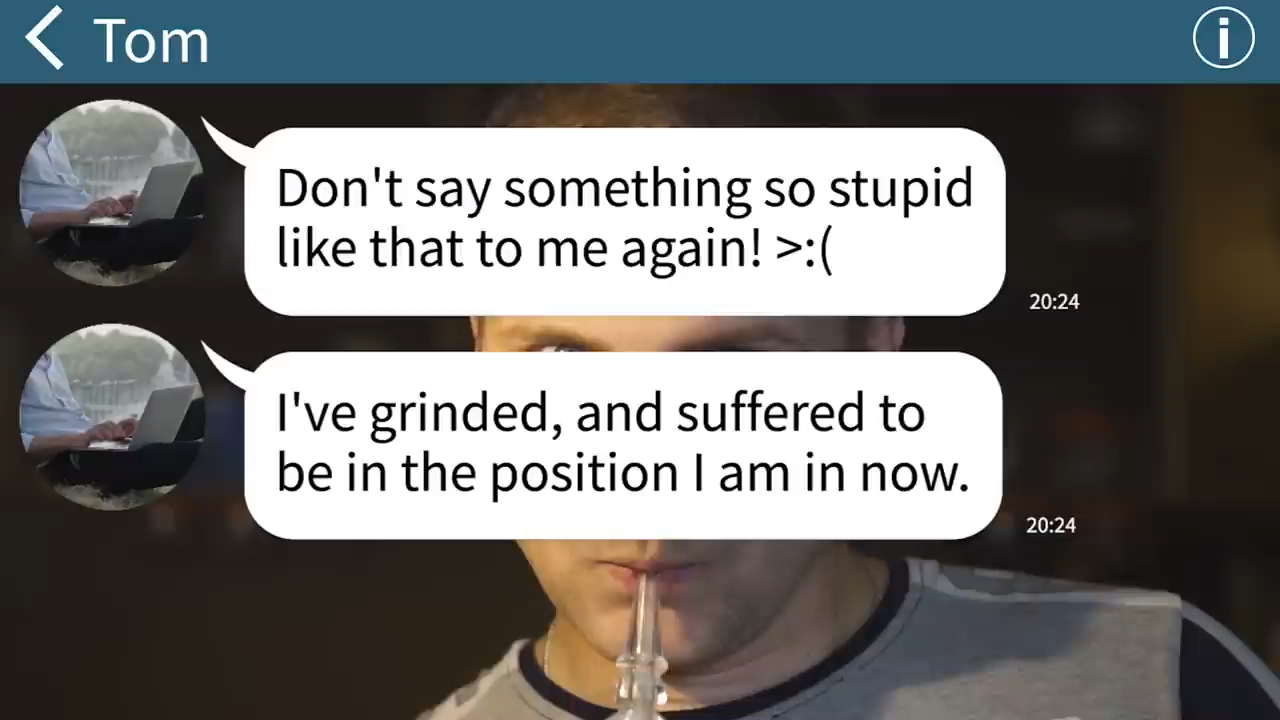 Tom
Don't say something so stupid
like that to me again! >:(
20:24
I've grinded, and suffered to
be in the position I am in now.
20:24